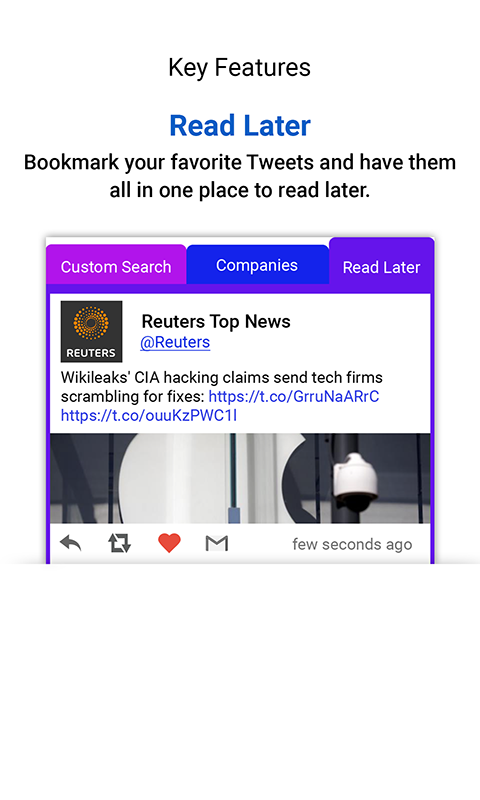 Key Features
Read Later
Bookmark your favorite Tweets and have them
all in one place to read later.
Custom Search
Companies
Read Later
REUTERS
Reuters Top News
@Reuters
Wikileaks' CIA hacking claims send tech firms
scrambling for fixes: https://t.co/GrruNaARrC
https://t.co/ouuKzPWC1l
few seconds ago